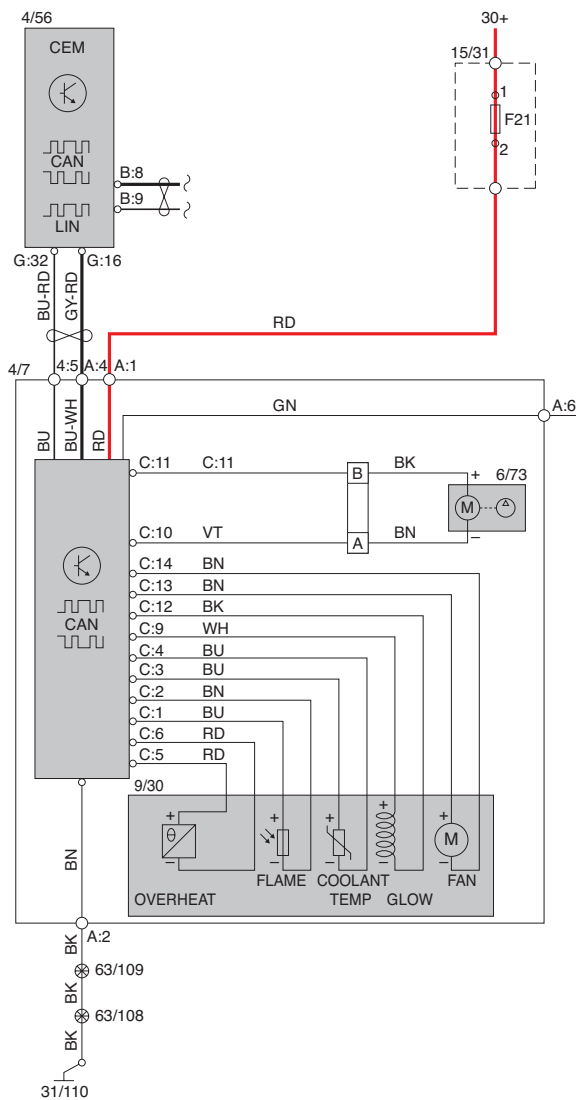 4/56
30+
CEM
15/31
1
F21
2
CAN
B:8
B:9
LIN
G:32
G:16
BU-RD
GY-RD
RD
4/7
4:5
A:4
A:1
GN
A:6
BU
BU-WH
RD
C:11
C:11
B
BK
+
6/73
M
C:10
VT
A
BN
−
C:14
BN
C:13
BN
C:12
BK
CAN
C:9
WH
C:4
BU
C:3
BU
C:2
BN
C:1
BU
C:6
RD
C:5
RD
9/30
+
+
+
+
+
θ
M
−
−
−
−
−
BN
FLAME
COOLANT
FAN
OVERHEAT
TEMP
GLOW
A:2
BK
63/109
BK
63/108
BK
31/110